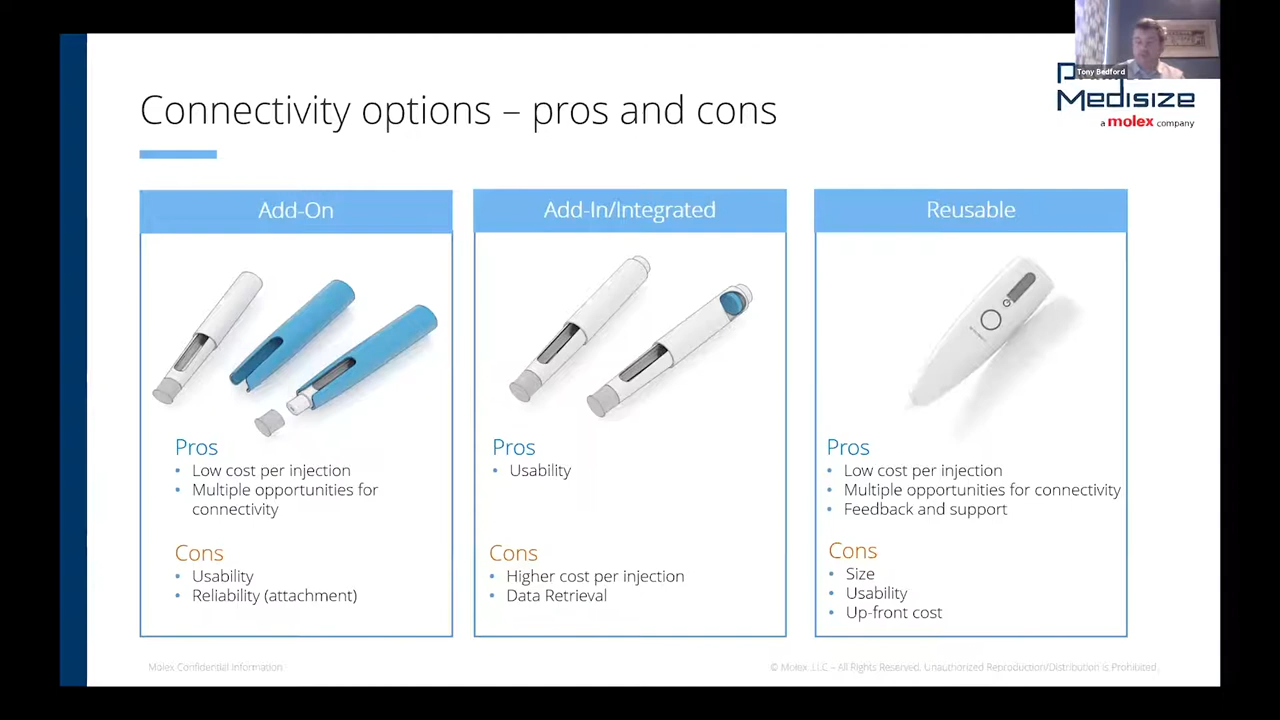 Tony Bedford
Medisize
a molex company
Connectivity options – pros and cons
Add-On
Pros
• Low cost per injection
• Multiple opportunities for
connectivity
Cons
• Usability
• Reliability (attachment)
Add-In/Integrated
Pros
• Usability
Cons
• Higher cost per injection
• Data Retrieval
Reusable
Pros
• Low cost per injection
• Multiple opportunities for connectivity
• Feedback and support
Cons
• Size
• Usability
• Up-front cost
Molex Confidential Information
© Molex, LLC – All Rights Reserved. Unauthorized Reproduction/Distribution is Prohibited.